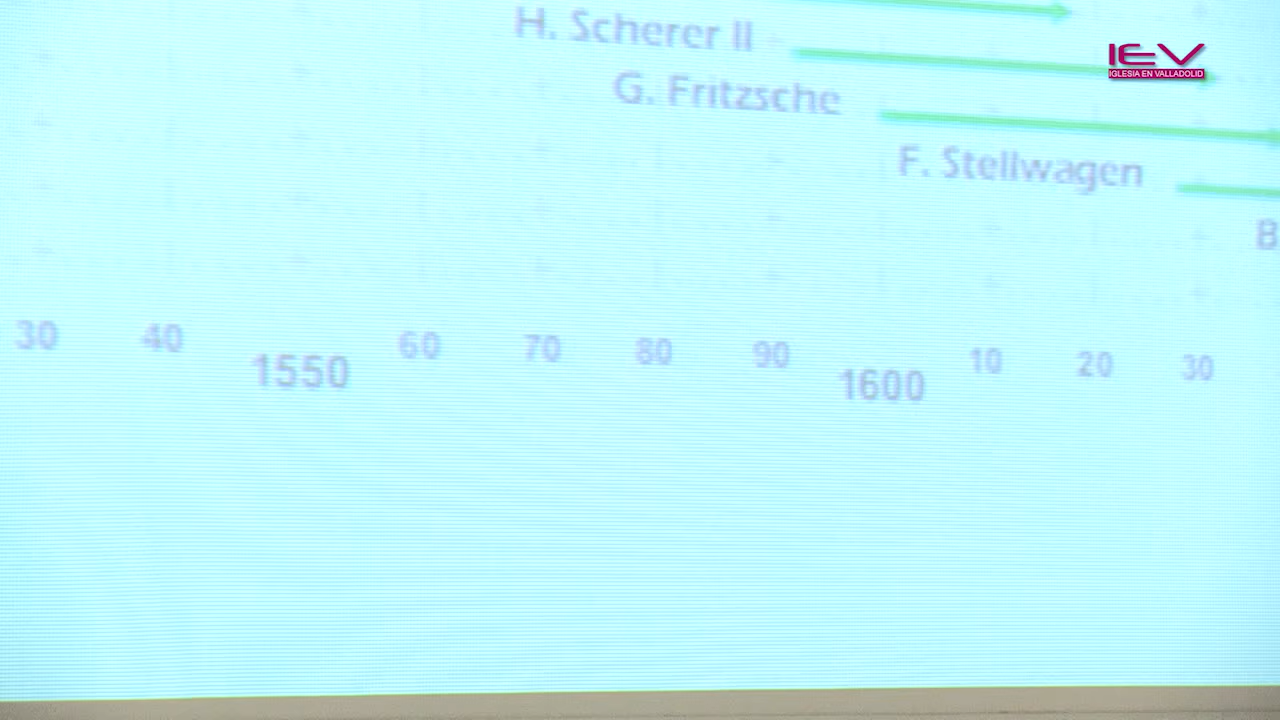 H. Scherer II
IEV
IGLESIA EN VALLADOLID
G. Fritzsche
F. Stellwagen
B
30 40 1550 60 70 80 90 1600 10 20 30